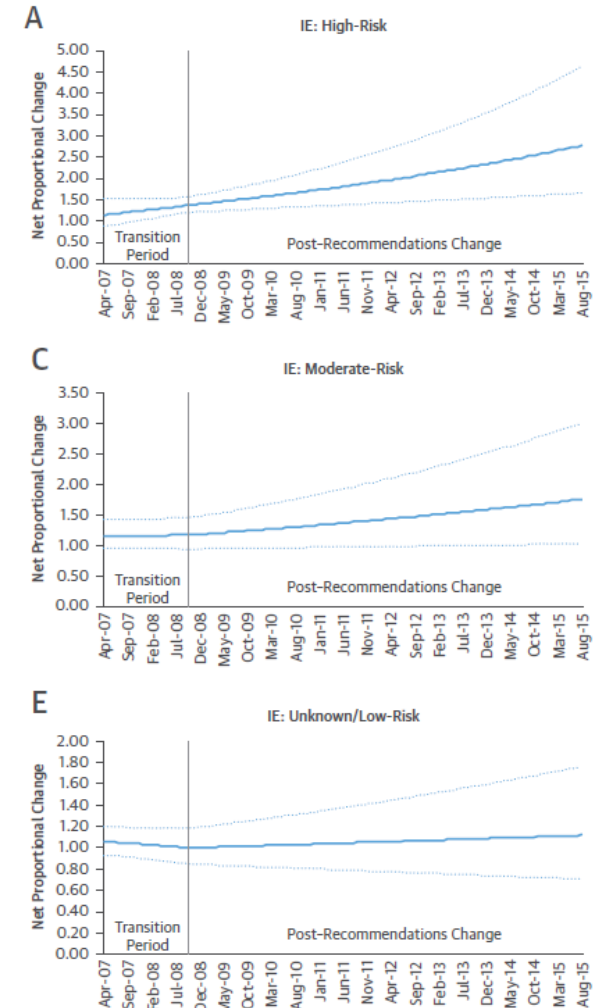 A
IE: High-Risk
Net Proportional Change
5.00
4.50
4.00
3.50
3.00
2.50
2.00
1.50
1.00
0.50
0.00
Transition
Period
Post-Recommendations Change
Apr-07
Sep-07
Feb-08
Jul-08
Dec-08
May-09
Oct-09
Mar-10
Aug-10
Jan-11
Jun-11
Nov-11
Apr-12
Sep-12
Feb-13
Jul-13
Dec-13
May-14
Oct-14
Mar-15
Aug-15
C
IE: Moderate-Risk
Net Proportional Change
3.50
3.00
2.50
2.00
1.50
1.00
0.50
0.00
Transition
Period
Post-Recommendations Change
Apr-07
Sep-07
Feb-08
Jul-08
Dec-08
May-09
Oct-09
Mar-10
Aug-10
Jan-11
Jun-11
Nov-11
Apr-12
Sep-12
Feb-13
Jul-13
Dec-13
May-14
Oct-14
Mar-15
Aug-15
E
IE: Unknown/Low-Risk
Net Proportional Change
2.00
1.80
1.60
1.40
1.20
1.00
0.80
0.60
0.40
0.20
0.00
Transition
Period
Post-Recommendations Change
Apr-07
Sep-07
Feb-08
Jul-08
Dec-08
May-09
Oct-09
Mar-10
Aug-10
Jan-11
Jun-11
Nov-11
Apr-12
Sep-12
Feb-13
Jul-13
Dec-13
May-14
Oct-14
Mar-15
Aug-15